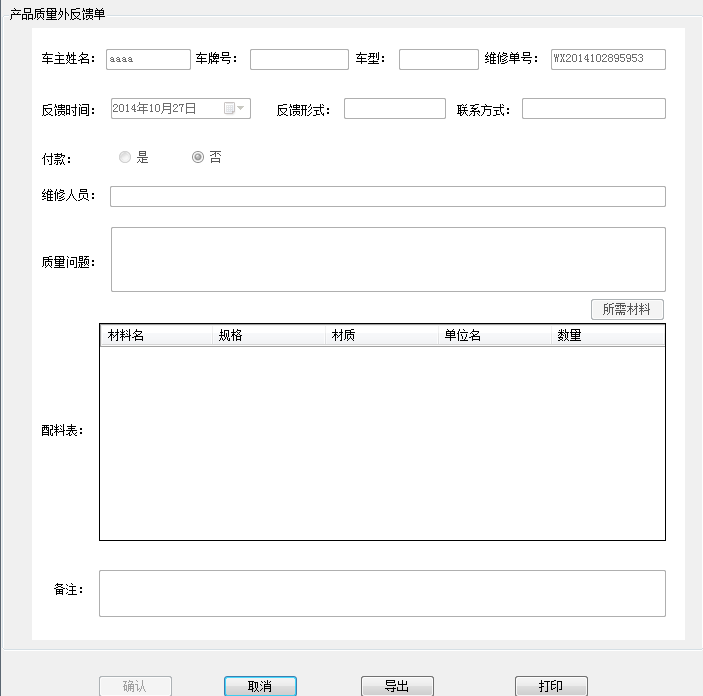 产品质量外反馈单
车主姓名： aaaa 车牌号： 车型： 维修单号： WX2014102895953
反馈时间： 2014年10月27日 反馈形式： 联系方式：
付款： 是 否
维修人员：
质量问题：
所需材料
材料名 规格 材质 单位名 数量
配料表：
备注：
确认 取消 导出 打印